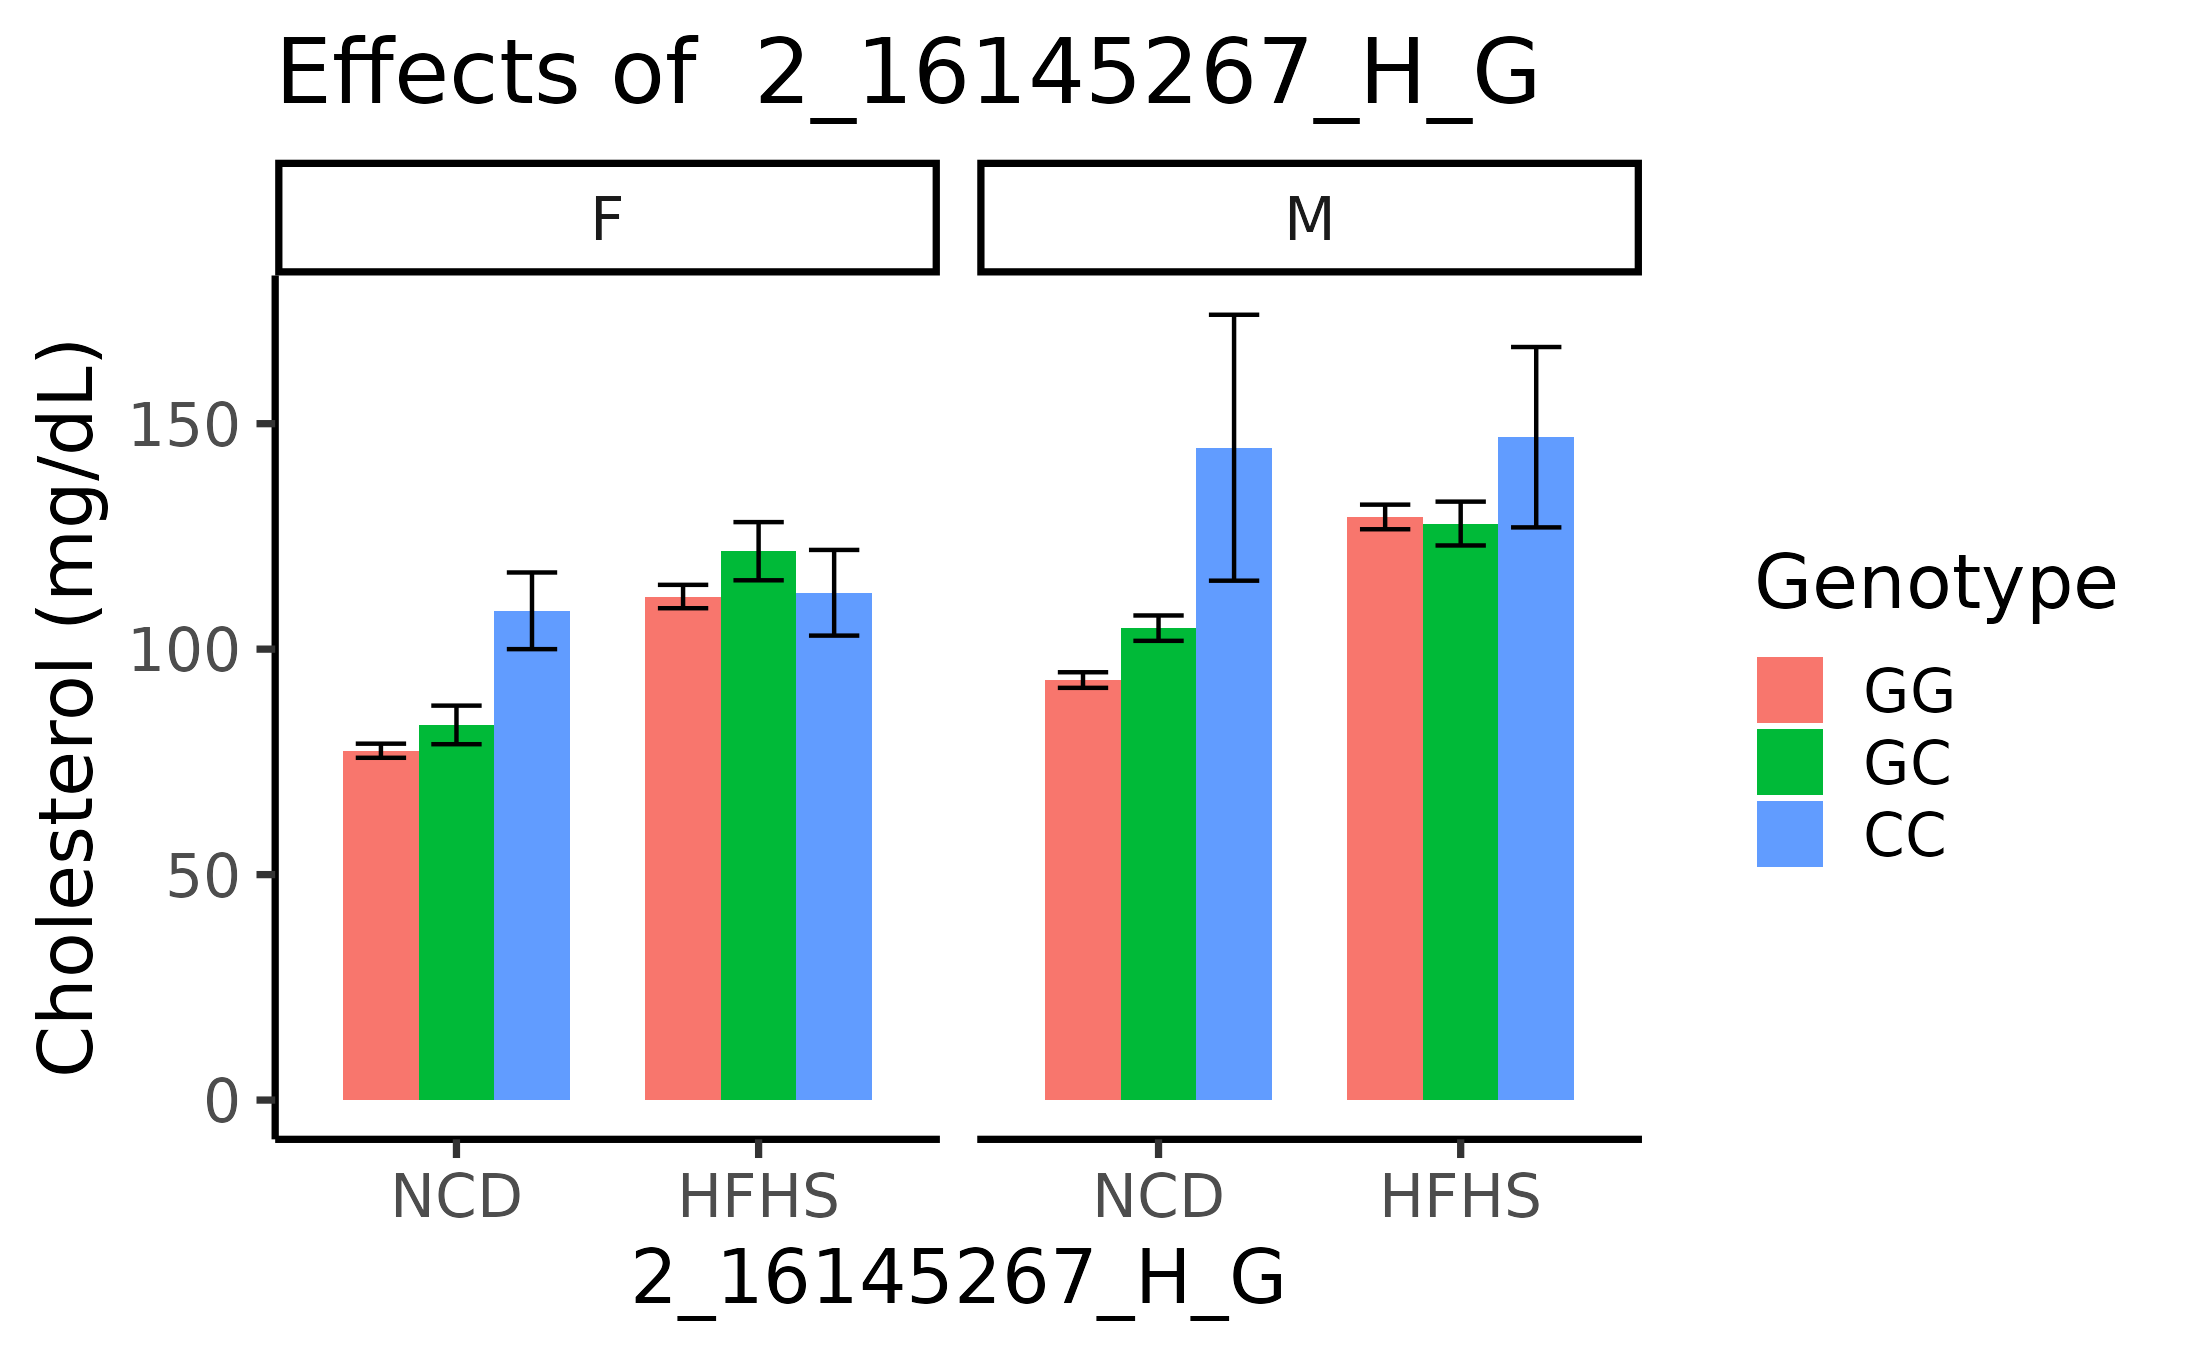 Effects of  2_16145267_H_G
F
M
Cholesterol (mg/dL)
150
100
50
0
NCD
HFHS
NCD
HFHS
2_16145267_H_G
Genotype
GG
GC
CC